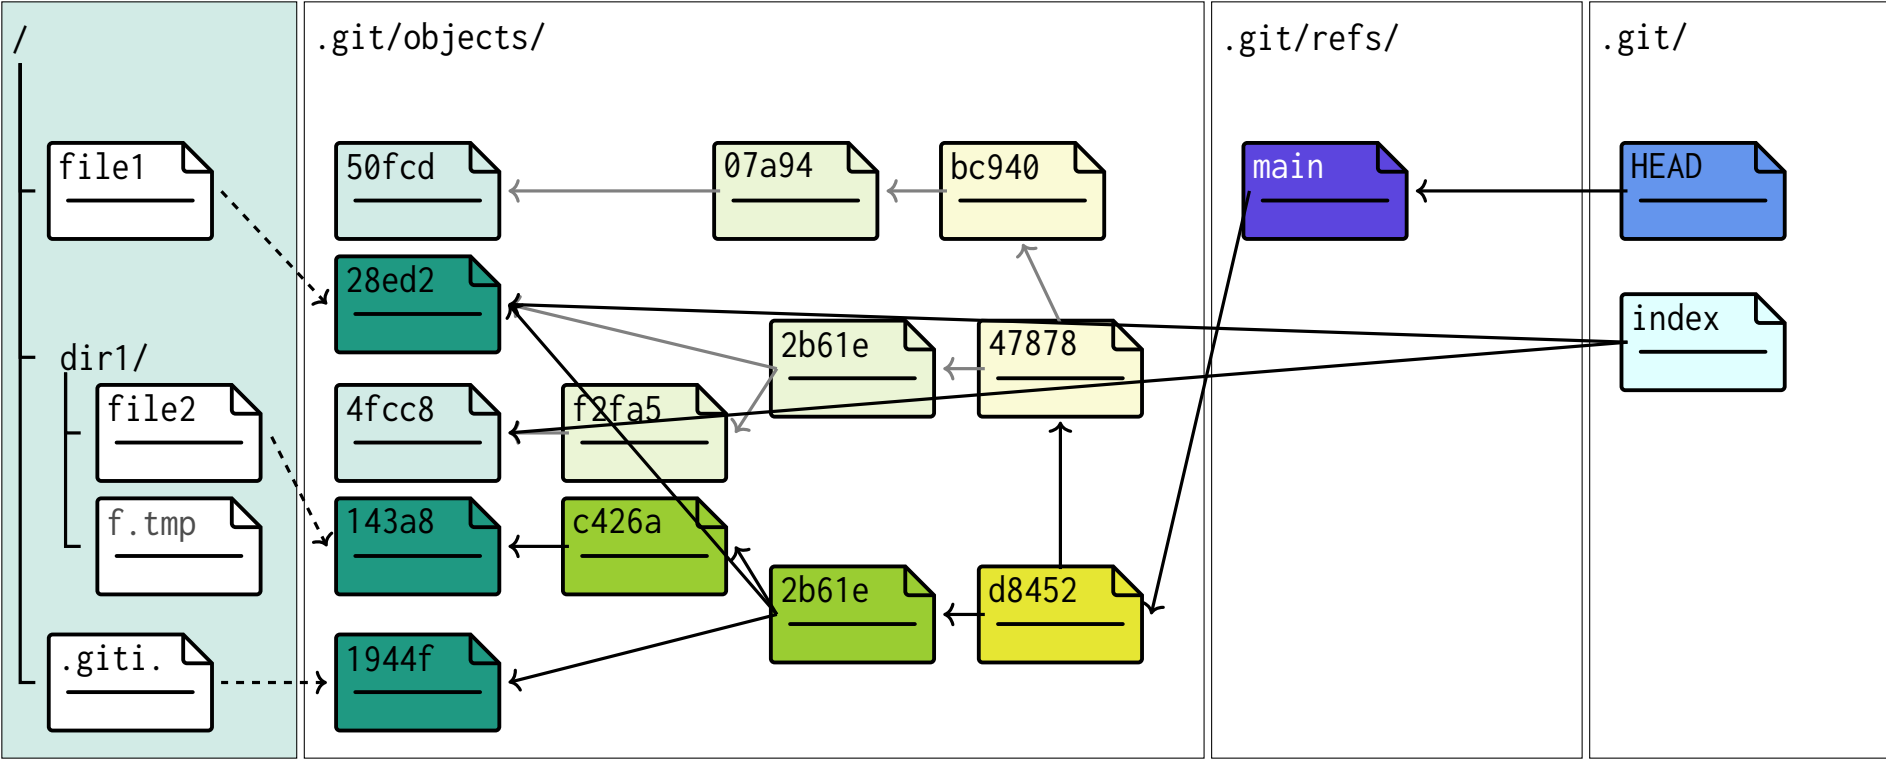 /
.git/objects/
.git/refs/
.git/
file1
50fcd
07a94
bc940
main
HEAD
28ed2
index
dir1/
2b61e
47878
file2
4fcc8
f2fa5
f.tmp
143a8
c426a
2b61e
d8452
.giti.
1944f